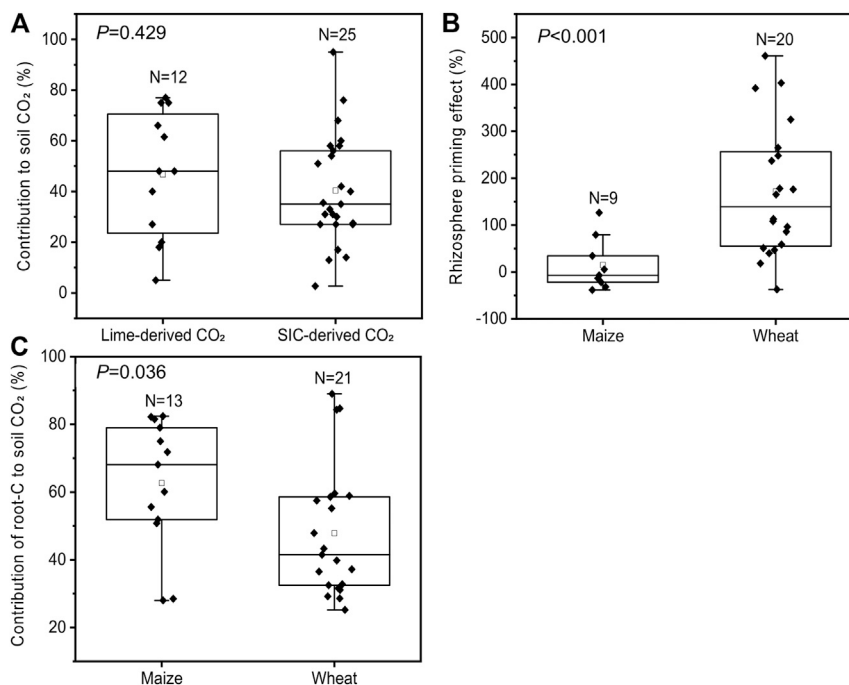 A
P=0.429
N=25
N=12
Contribution to soil CO₂ (%)
100
80
60
40
20
0
Lime-derived CO₂
SIC-derived CO₂
B
P<0.001
N=20
N=9
Rhizosphere priming effect (%)
500
400
300
200
100
0
-100
Maize
Wheat
C
P=0.036
N=21
N=13
Contribution of root-C to soil CO₂ (%)
100
80
60
40
20
Maize
Wheat